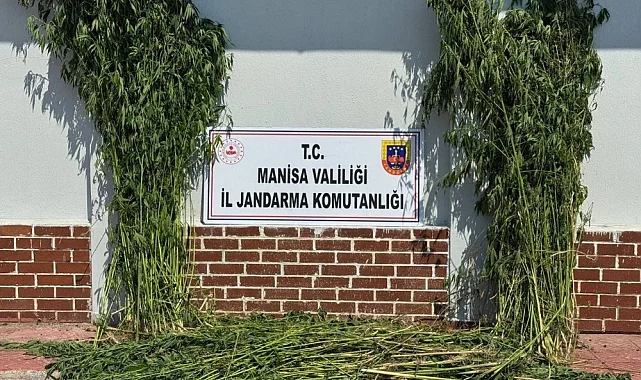 T.C.
MANİSA VALİLİĞİ
İL JANDARMA KOMUTANLIĞI